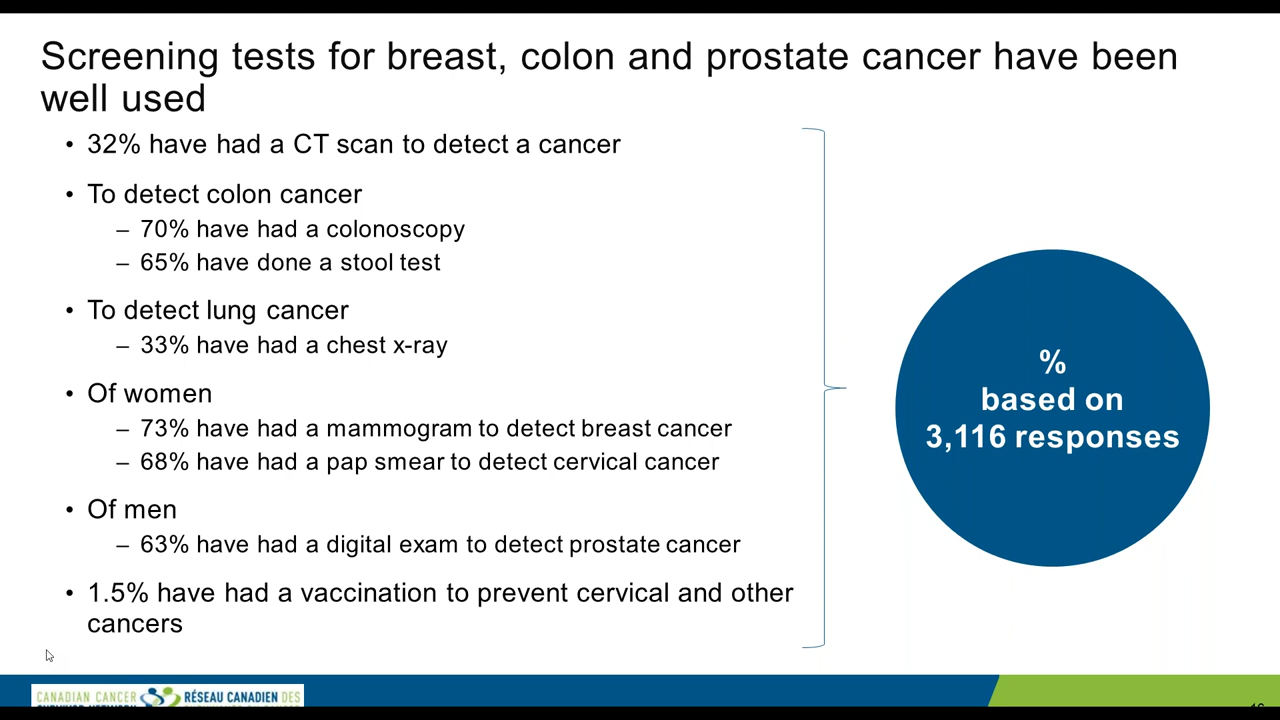 Screening tests for breast, colon and prostate cancer have been
well used
• 32% have had a CT scan to detect a cancer
• To detect colon cancer
– 70% have had a colonoscopy
– 65% have done a stool test
• To detect lung cancer
– 33% have had a chest x-ray
• Of women
– 73% have had a mammogram to detect breast cancer
– 68% have had a pap smear to detect cervical cancer
• Of men
– 63% have had a digital exam to detect prostate cancer
• 1.5% have had a vaccination to prevent cervical and other
cancers
%
based on
3,116 responses
CANADIAN CANCER
RÉSEAU CANADIEN DES